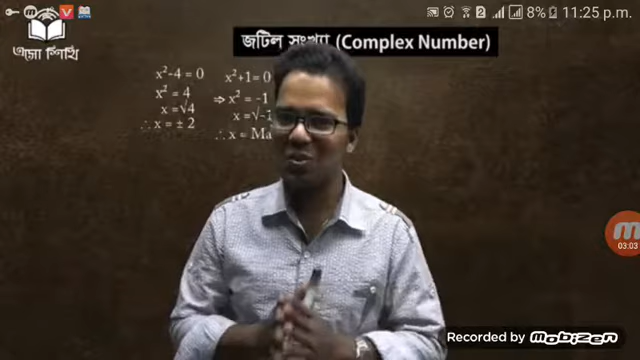 8% 11:25 p.m.
এসো শিখি
জটিল সংখ্যা (Complex Number)
x²-4 = 0
x² = 4
x =√4
∴ x = ± 2
x²+1=0
⇒ x² = -1
x =√-1
∴ x = Ma
03:03
Recorded by mobizen